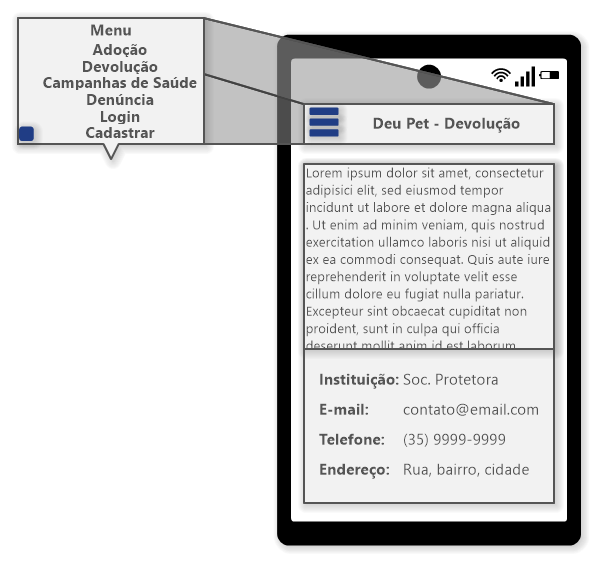 Menu
Adoção
Devolução
Campanhas de Saúde
Denúncia
Login
Cadastrar
Deu Pet - Devolução
Lorem ipsum dolor sit amet, consectetur
adipisici elit, sed eiusmod tempor
incidunt ut labore et dolore magna aliqua
. Ut enim ad minim veniam, quis nostrud
exercitation ullamco laboris nisi ut aliquid
ex ea commodi consequat. Quis aute iure
reprehenderit in voluptate velit esse
cillum dolore eu fugiat nulla pariatur.
Excepteur sint obcaecat cupiditat non
proident, sunt in culpa qui officia
deserunt mollit anim id est laborum.
Instituição: Soc. Protetora
E-mail: contato@email.com
Telefone: (35) 9999-9999
Endereço: Rua, bairro, cidade